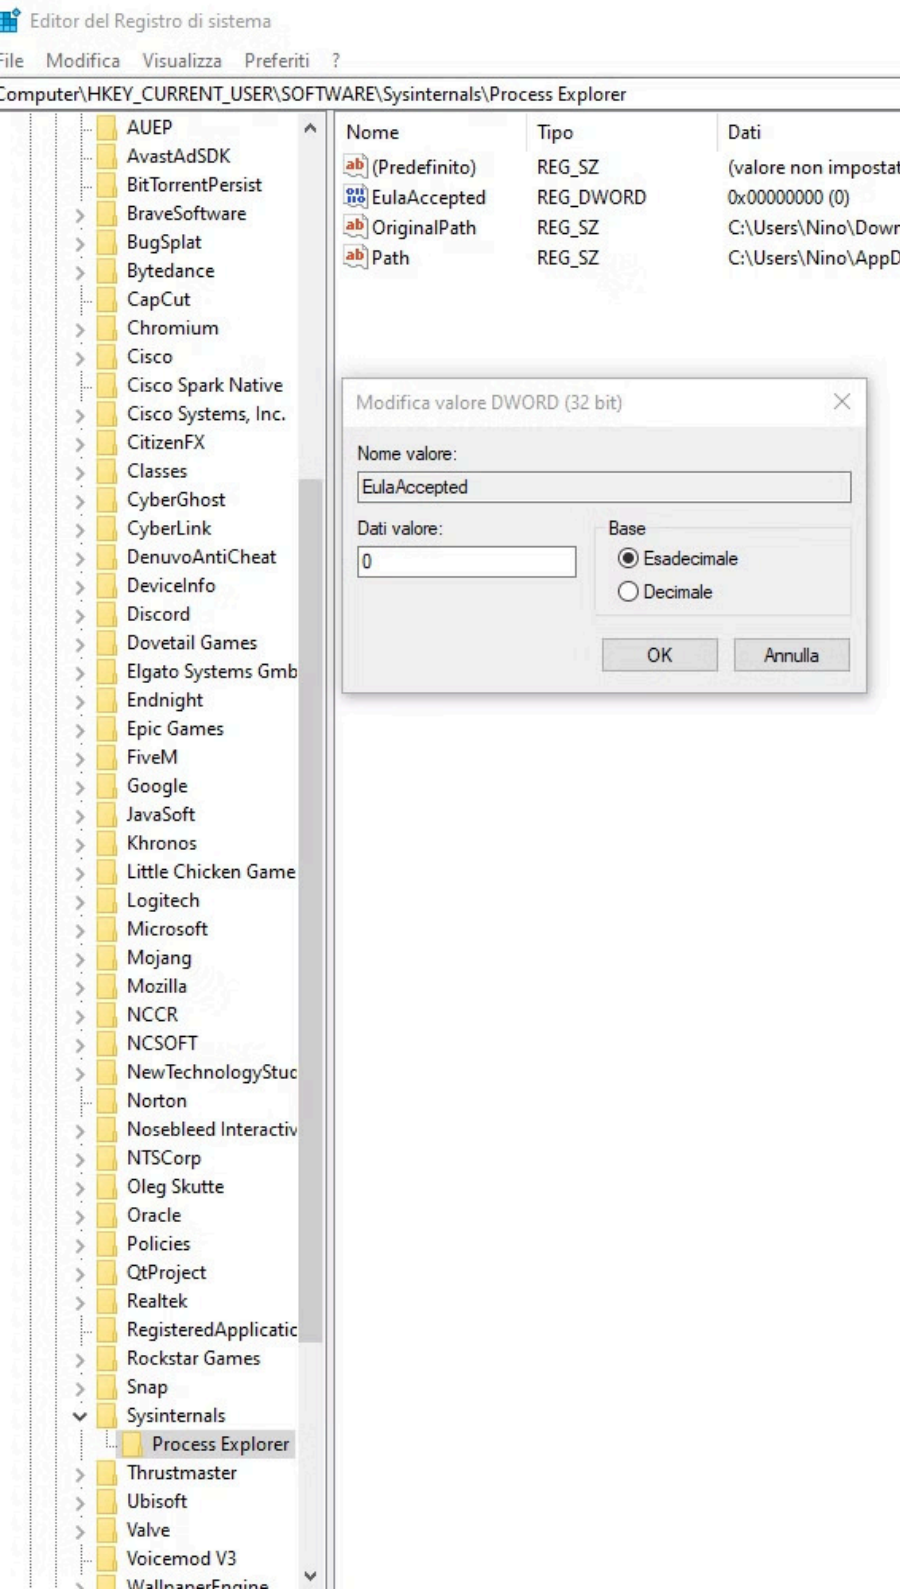 Editor del Registro di sistema
File Modifica Visualizza Preferiti ?
Computer\HKEY_CURRENT_USER\SOFTWARE\Sysinternals\Process Explorer
AUEP
AvastAdSDK
BitTorrentPersist
BraveSoftware
BugSplat
Bytedance
CapCut
Chromium
Cisco
Cisco Spark Native
Cisco Systems, Inc.
CitizenFX
Classes
CyberGhost
CyberLink
DenuvoAntiCheat
DeviceInfo
Discord
Dovetail Games
Elgato Systems Gmb
Endnight
Epic Games
FiveM
Google
JavaSoft
Khronos
Little Chicken Game
Logitech
Microsoft
Mojang
Mozilla
NCCR
NCSOFT
NewTechnologyStud
Norton
Nosebleed Interactiv
NTSCorp
Oleg Skutte
Oracle
Policies
QtProject
Realtek
RegisteredApplicatic
Rockstar Games
Snap
Sysinternals
Process Explorer
Thrustmaster
Ubisoft
Valve
Voicemod V3
WallpaperEngine
Nome Tipo Dati
(Predefinito) REG_SZ (valore non impostat
EulaAccepted REG_DWORD 0x00000000 (0)
OriginalPath REG_SZ C:\Users\Nino\Down
Path REG_SZ C:\Users\Nino\AppD
Modifica valore DWORD (32 bit)
Nome valore:
EulaAccepted
Dati valore:
0
Base
Esadecimale
Decimale
OK Annulla